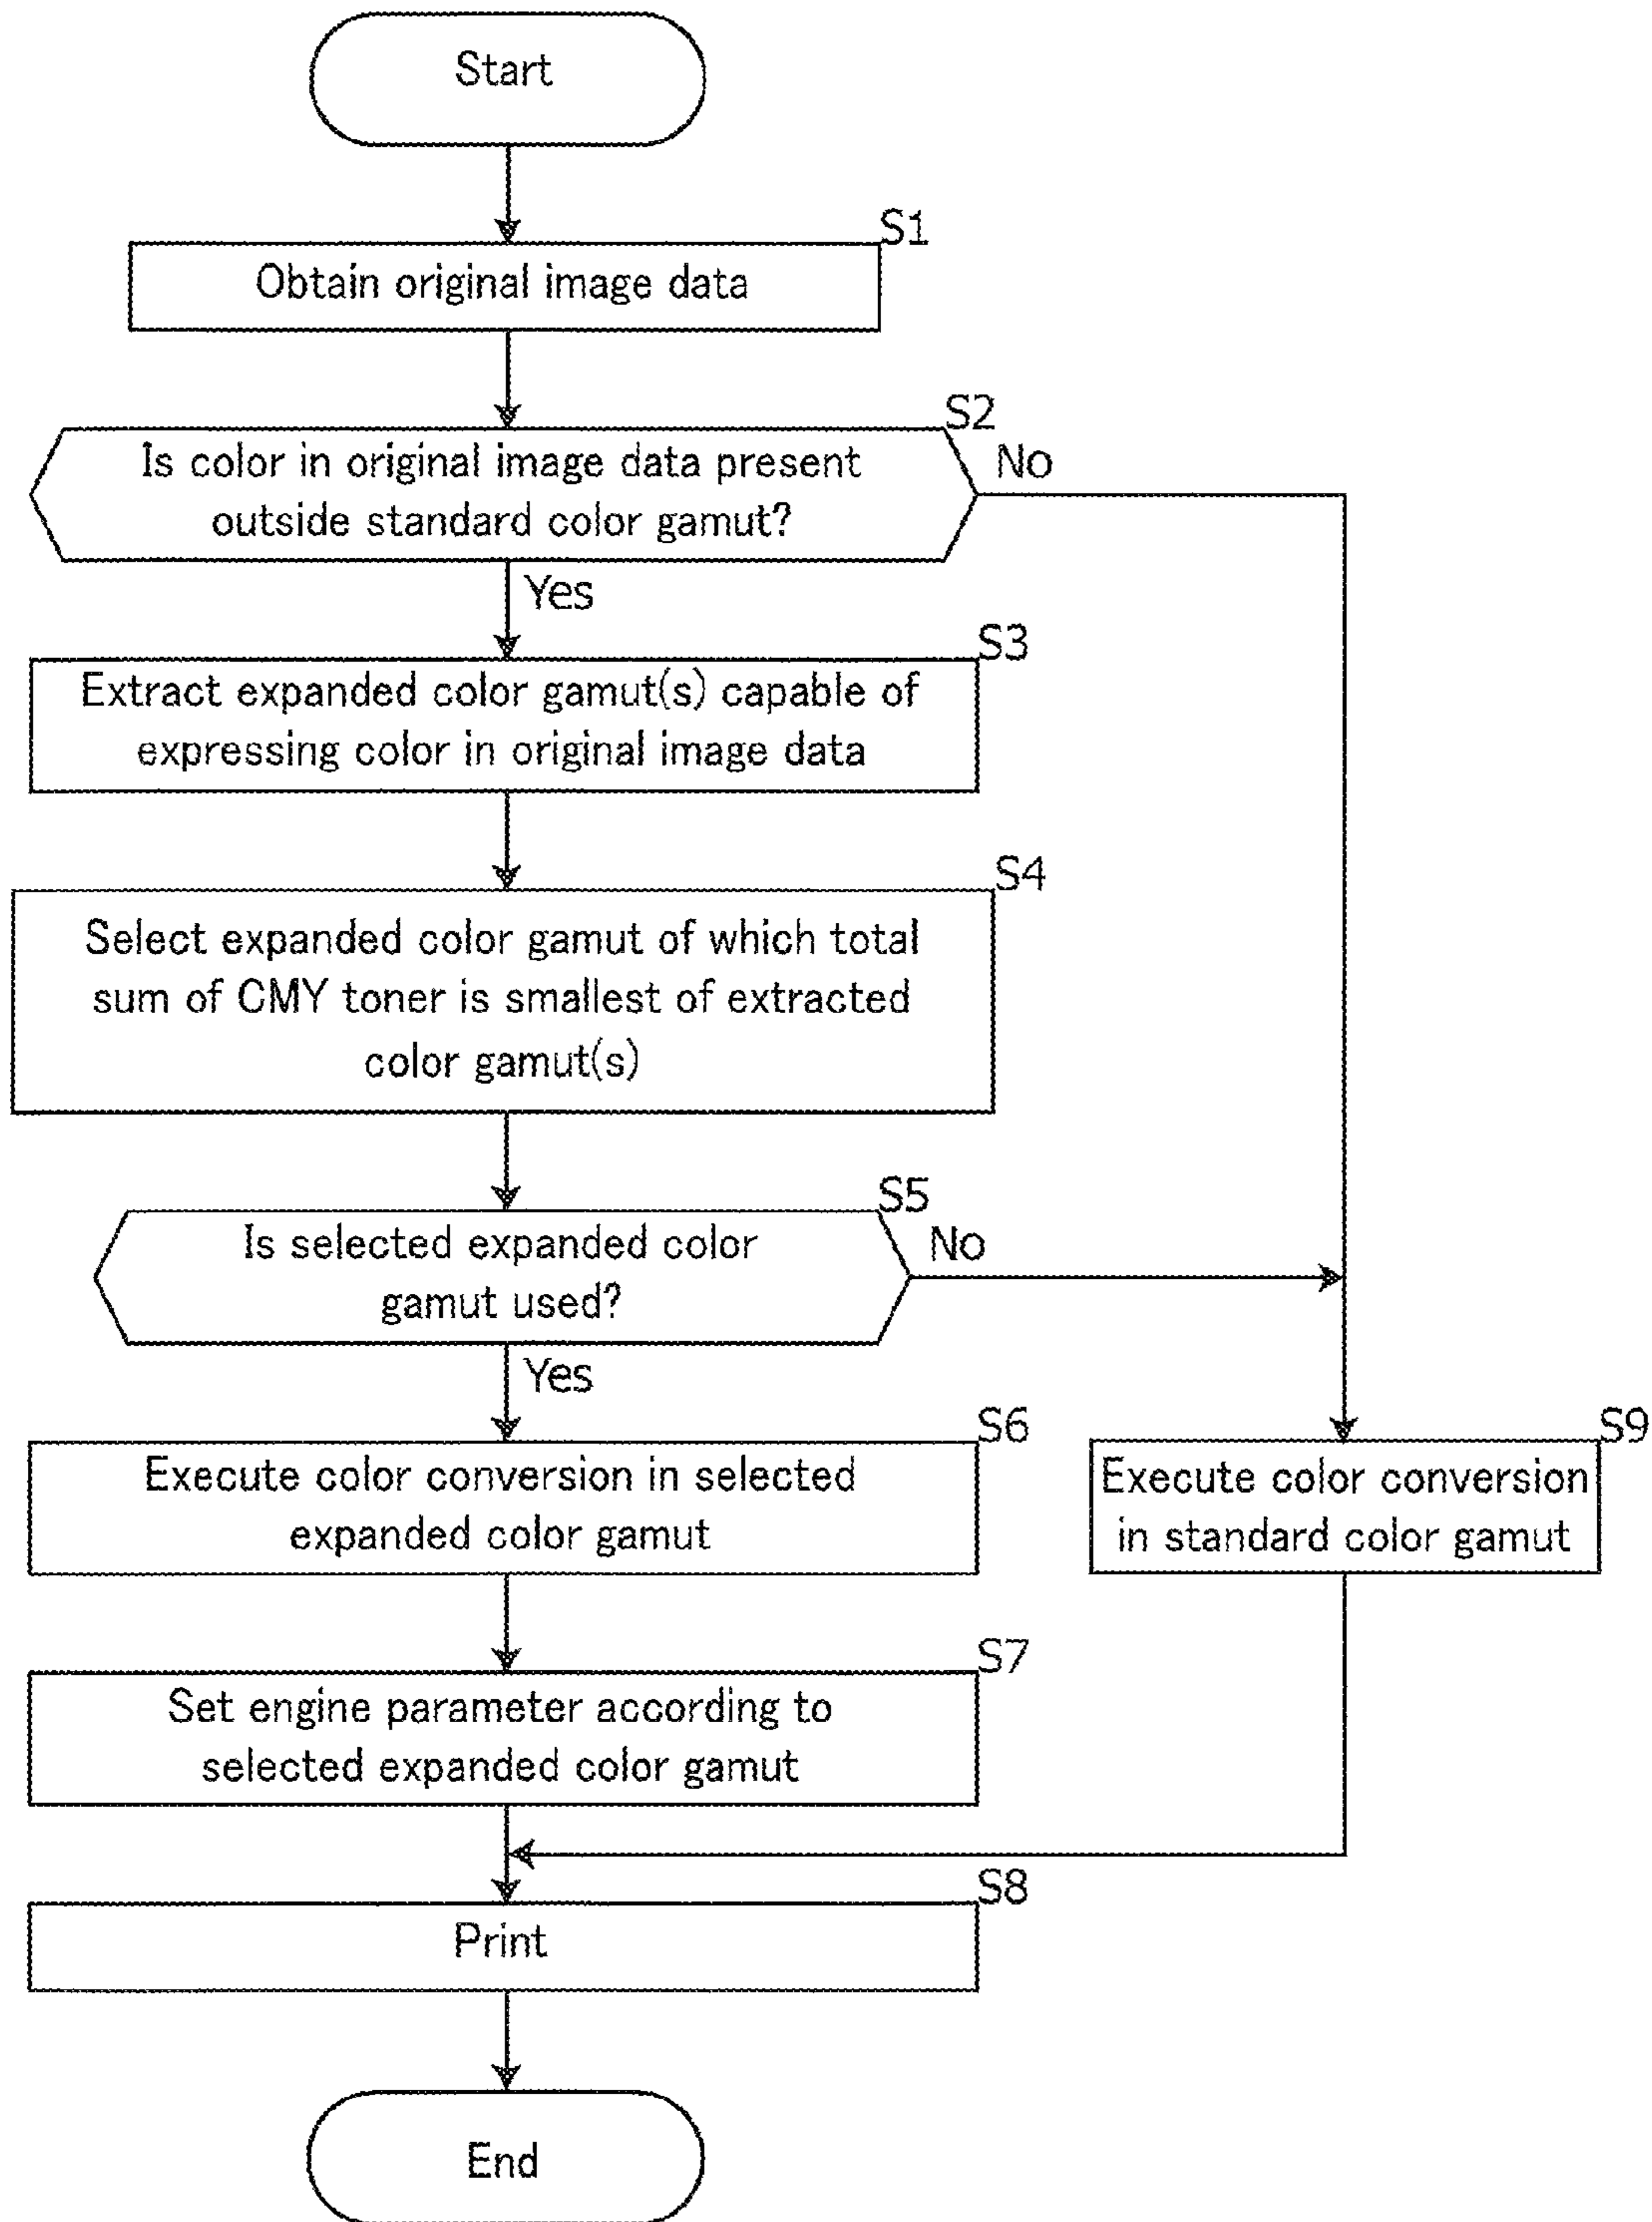 Start
S1
Obtain original image data
S2
Is color in original image data present
outside standard color gamut?
No
Yes
S3
Extract expanded color gamut(s) capable of
expressing color in original image data
S4
Select expanded color gamut of which total
sum of CMY toner is smallest of extracted
color gamut(s)
S5
Is selected expanded color
gamut used?
No
Yes
S6
Execute color conversion in selected
expanded color gamut
S9
Execute color conversion
in standard color gamut
S7
Set engine parameter according to
selected expanded color gamut
S8
Print
End